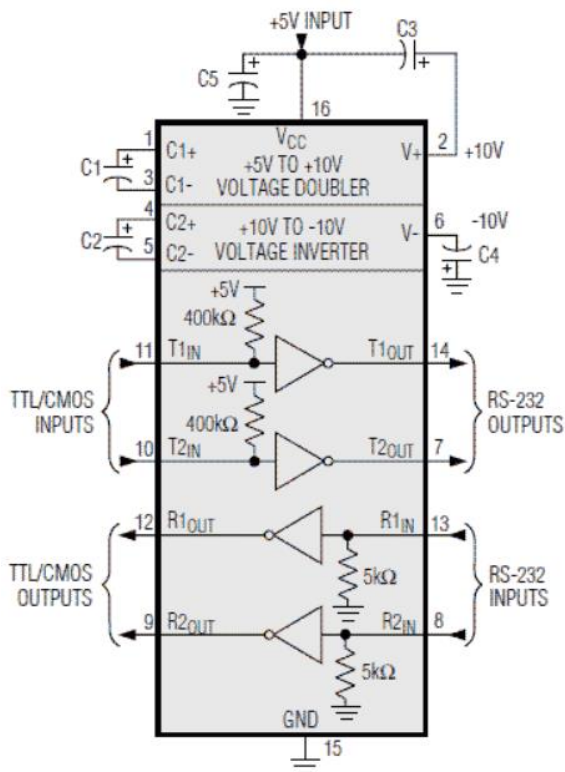 +5V INPUT
C3
C5
16
1
C1+
C1
3
C1-
VCC
+5V TO +10V
VOLTAGE DOUBLER
V+
2
+10V
4
C2+
C2
5
C2-
+10V TO -10V
VOLTAGE INVERTER
V-
6
-10V
C4
+5V
400kΩ
11
T1IN
T1OUT
14
+5V
400kΩ
TTL/CMOS
INPUTS
RS-232
OUTPUTS
10
T2IN
T2OUT
7
12
R1OUT
R1IN
13
5kΩ
TTL/CMOS
OUTPUTS
RS-232
INPUTS
9
R2OUT
R2IN
8
5kΩ
GND
15